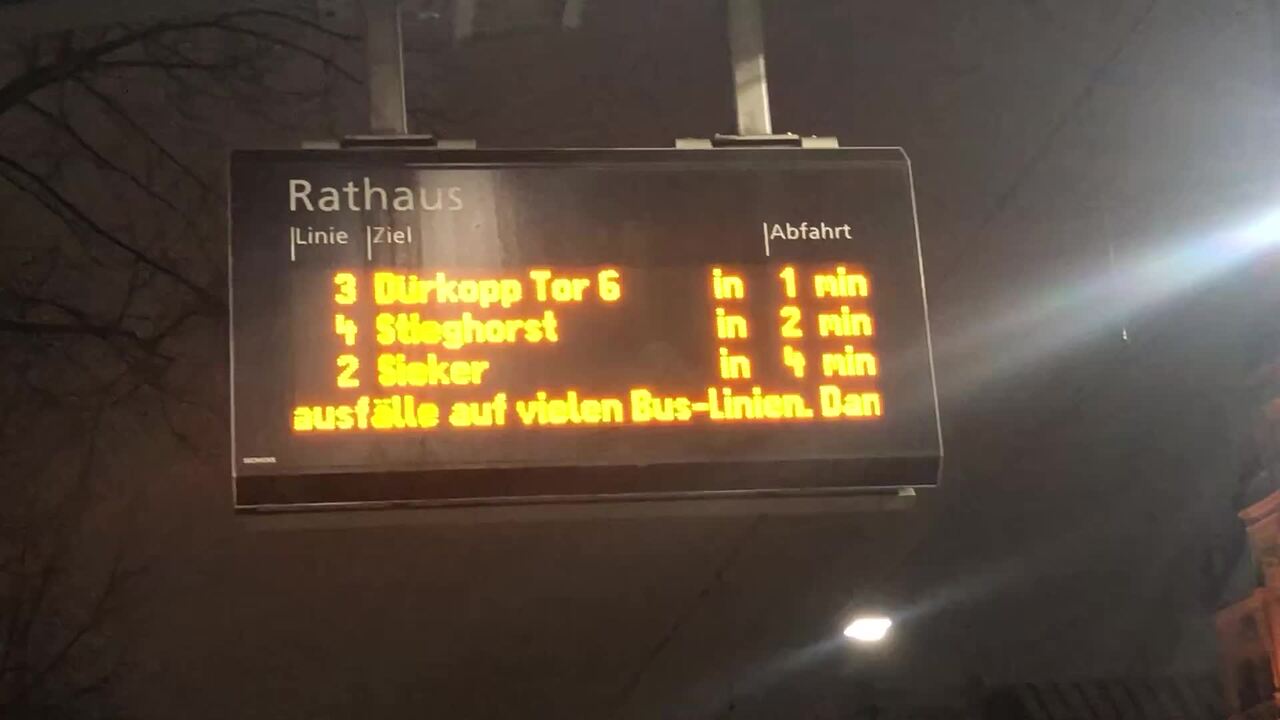 Rathaus
Linie Ziel Abfahrt
3 Dürkopp Tor 6 in 1 min
4 Stieghorst in 2 min
2 Sieker in 4 min
ausfälle auf vielen Bus-Linien. Dan
SIEMENS